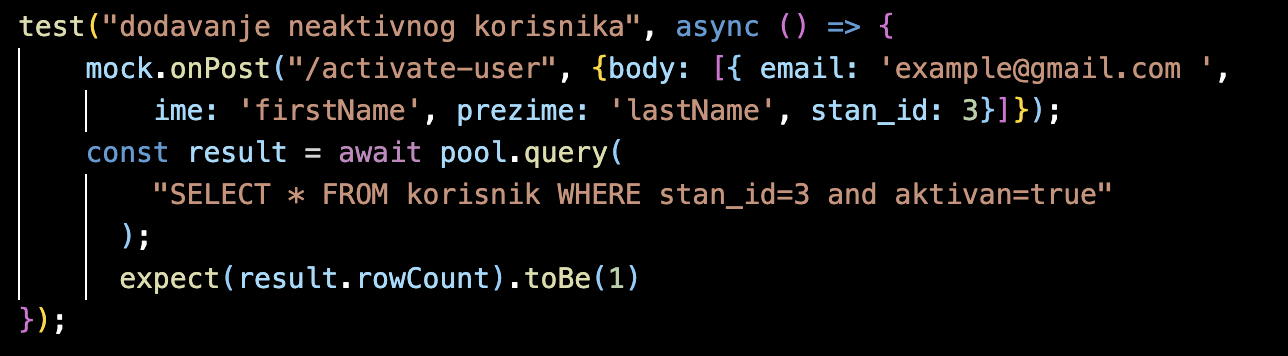 test("dodavanje neaktivnog korisnika", async () => {
mock.onPost("/activate-user", {body: [{ email: 'example@gmail.com ',
ime: 'firstName', prezime: 'lastName', stan_id: 3}]});
const result = await pool.query(
"SELECT * FROM korisnik WHERE stan_id=3 and aktivan=true"
);
expect(result.rowCount).toBe(1)
});